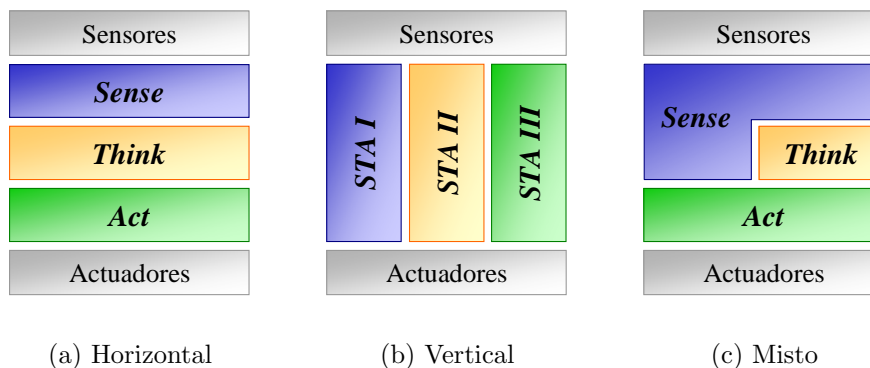 Sensores
Sense
Think
Act
Actuadores
(a) Horizontal
Sensores
STA I
STA II
STA III
Actuadores
(b) Vertical
Sensores
Sense
Think
Act
Actuadores
(c) Misto